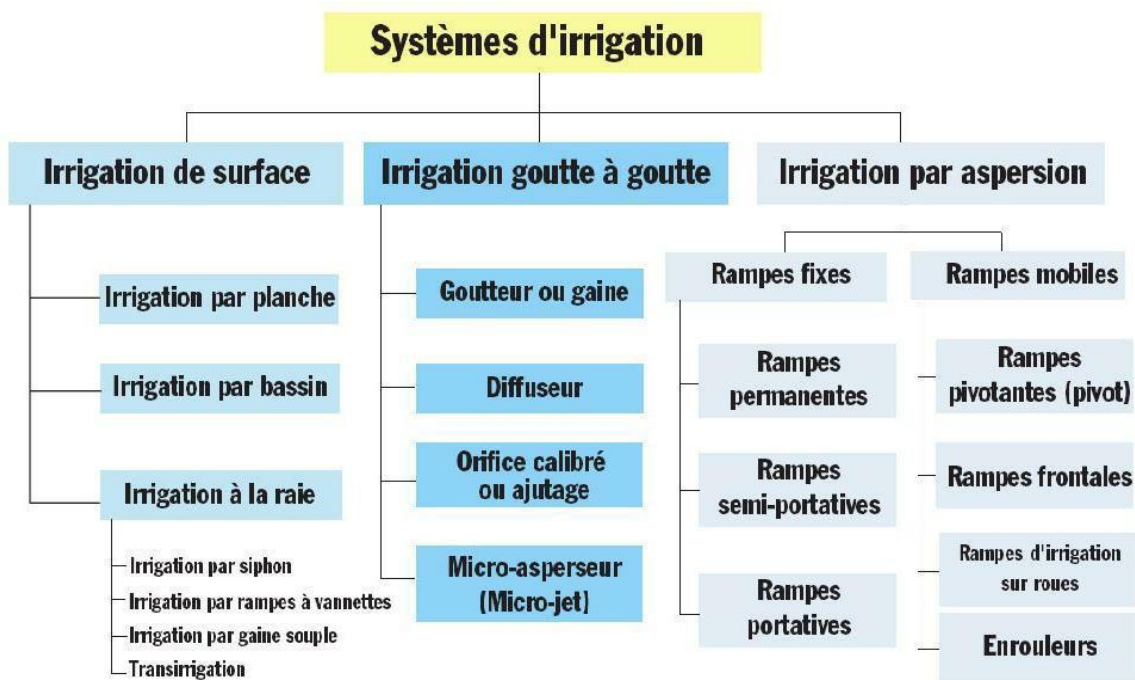 Systèmes d'irrigation
Irrigation de surface
Irrigation par planche
Irrigation par bassin
Irrigation à la raie
Irrigation par siphon
Irrigation par rampes à vannettes
Irrigation par gaine souple
Transirrigation
Irrigation goutte à goutte
Goutteur ou gaine
Diffuseur
Orifice calibré
ou ajutage
Micro-asperseur
(Micro-jet)
Irrigation par aspersion
Rampes fixes
Rampes
permanentes
Rampes
semi-portatives
Rampes
portatives
Rampes mobiles
Rampes
pivotantes (pivot)
Rampes frontales
Rampes d'irrigation
sur roues
Enrouleurs